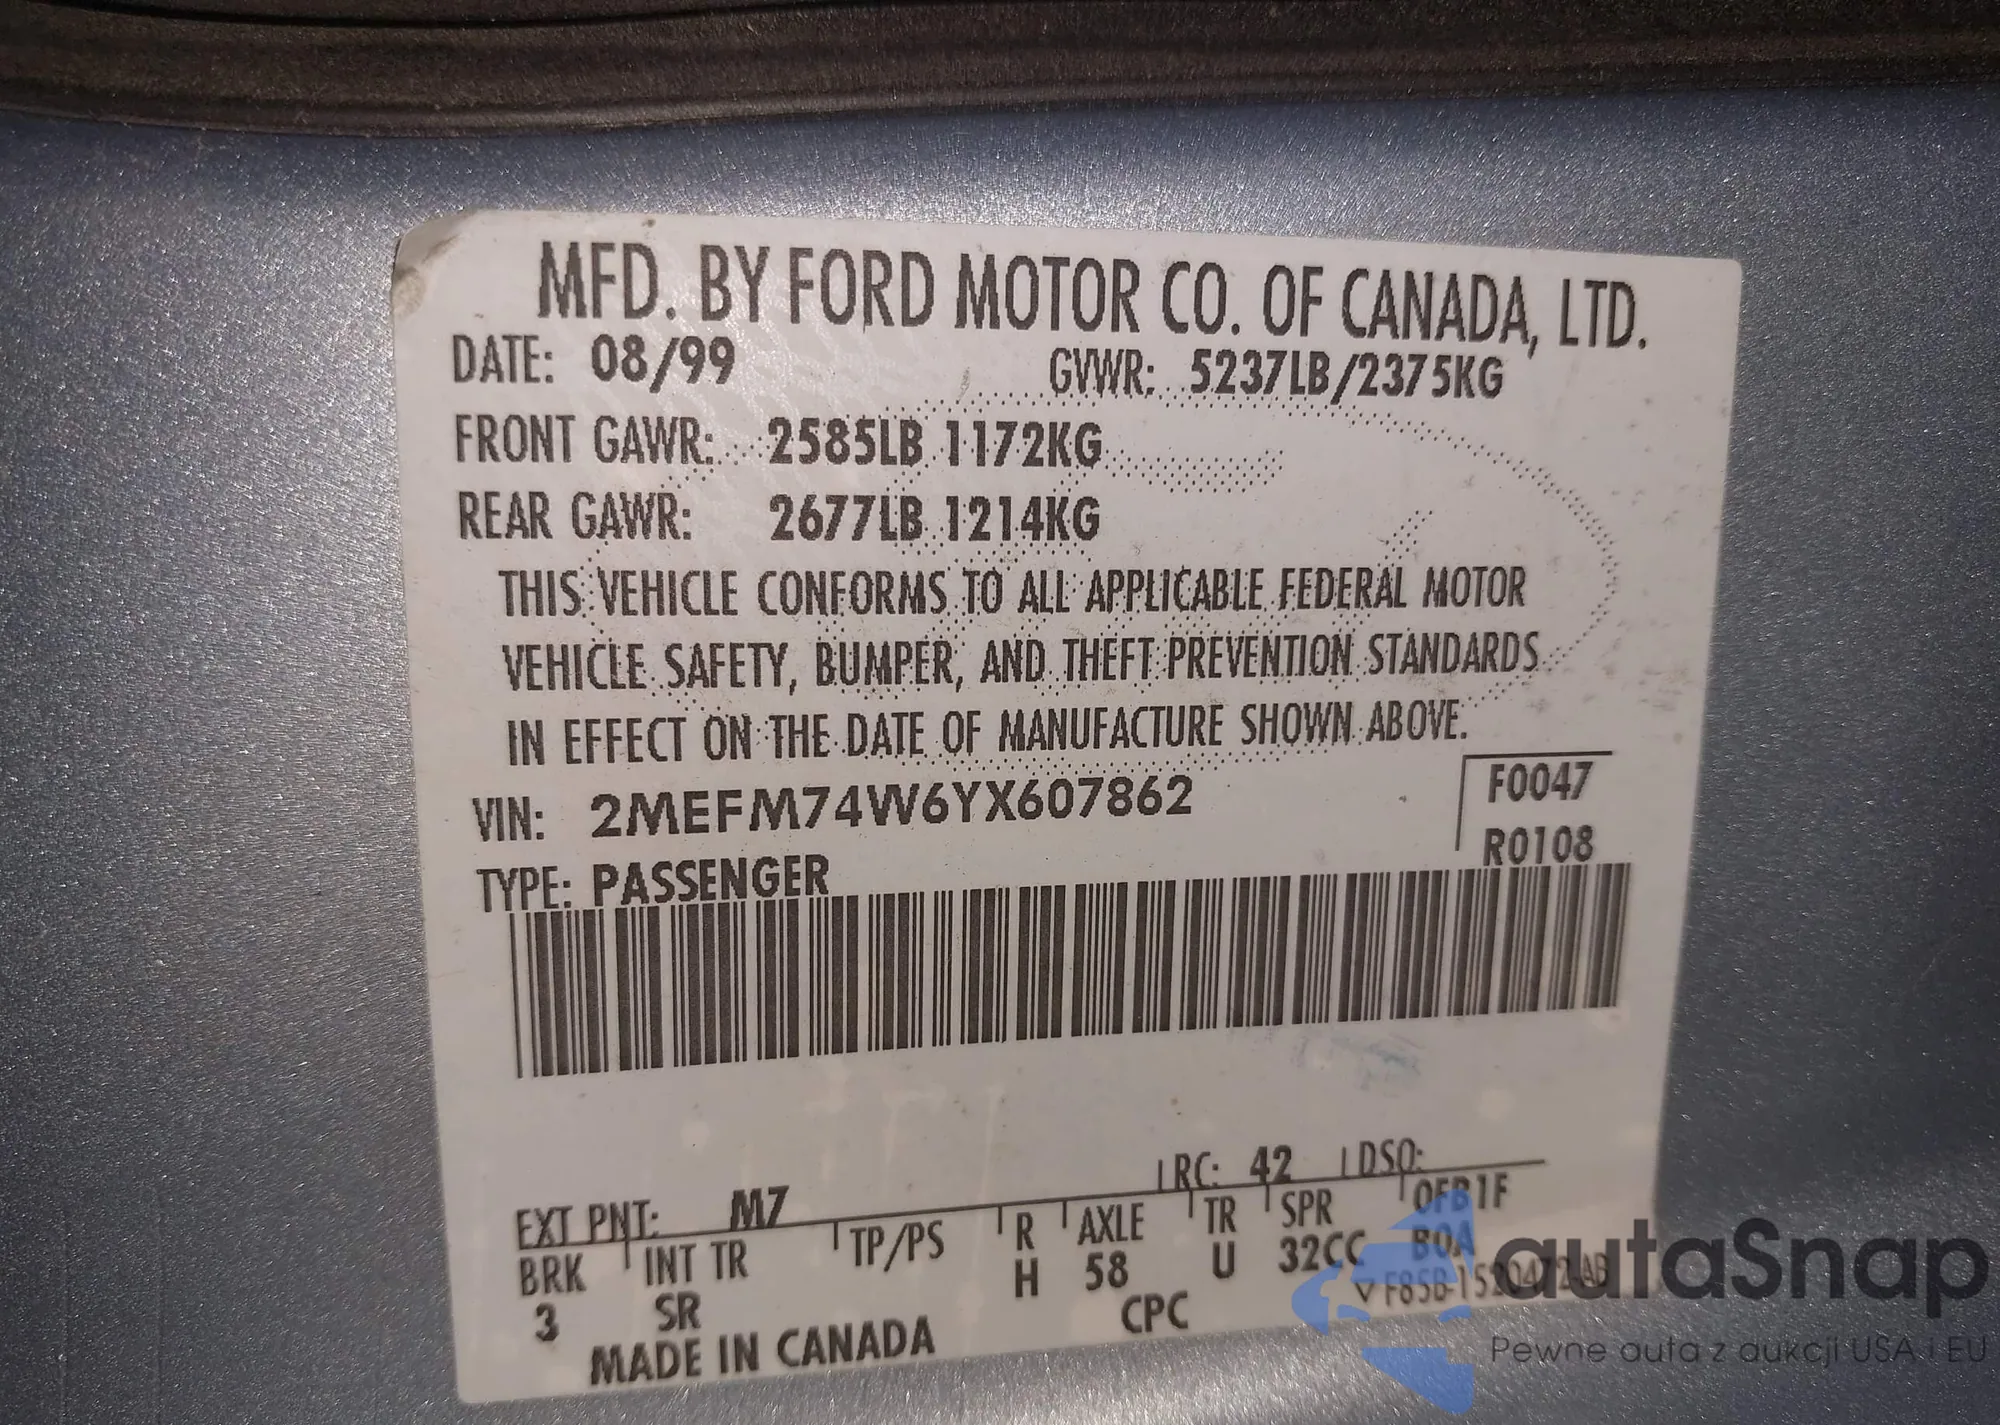 MFD. BY FORD MOTOR CO. OF CANADA, LTD.
DATE: 08/99 GVWR: 5237LB/2375KG
FRONT GAWR: 2585LB 1172KG
REAR GAWR: 2677LB 1214KG
THIS VEHICLE CONFORMS TO ALL APPLICABLE FEDERAL MOTOR
VEHICLE SAFETY, BUMPER, AND THEFT PREVENTION STANDARDS
IN EFFECT ON THE DATE OF MANUFACTURE SHOWN ABOVE.
VIN: 2MEFM74W6YX607862
F0047
R0108
TYPE: PASSENGER
EXT PNT: M7 RC: 42 DSO:
BRK INT TR TP/PS R AXLE TR SPR
3 SR H 58 U 32CC B0A
MADE IN CANADA CPC
autaSnap
Pewne auta z aukcji USA i EU